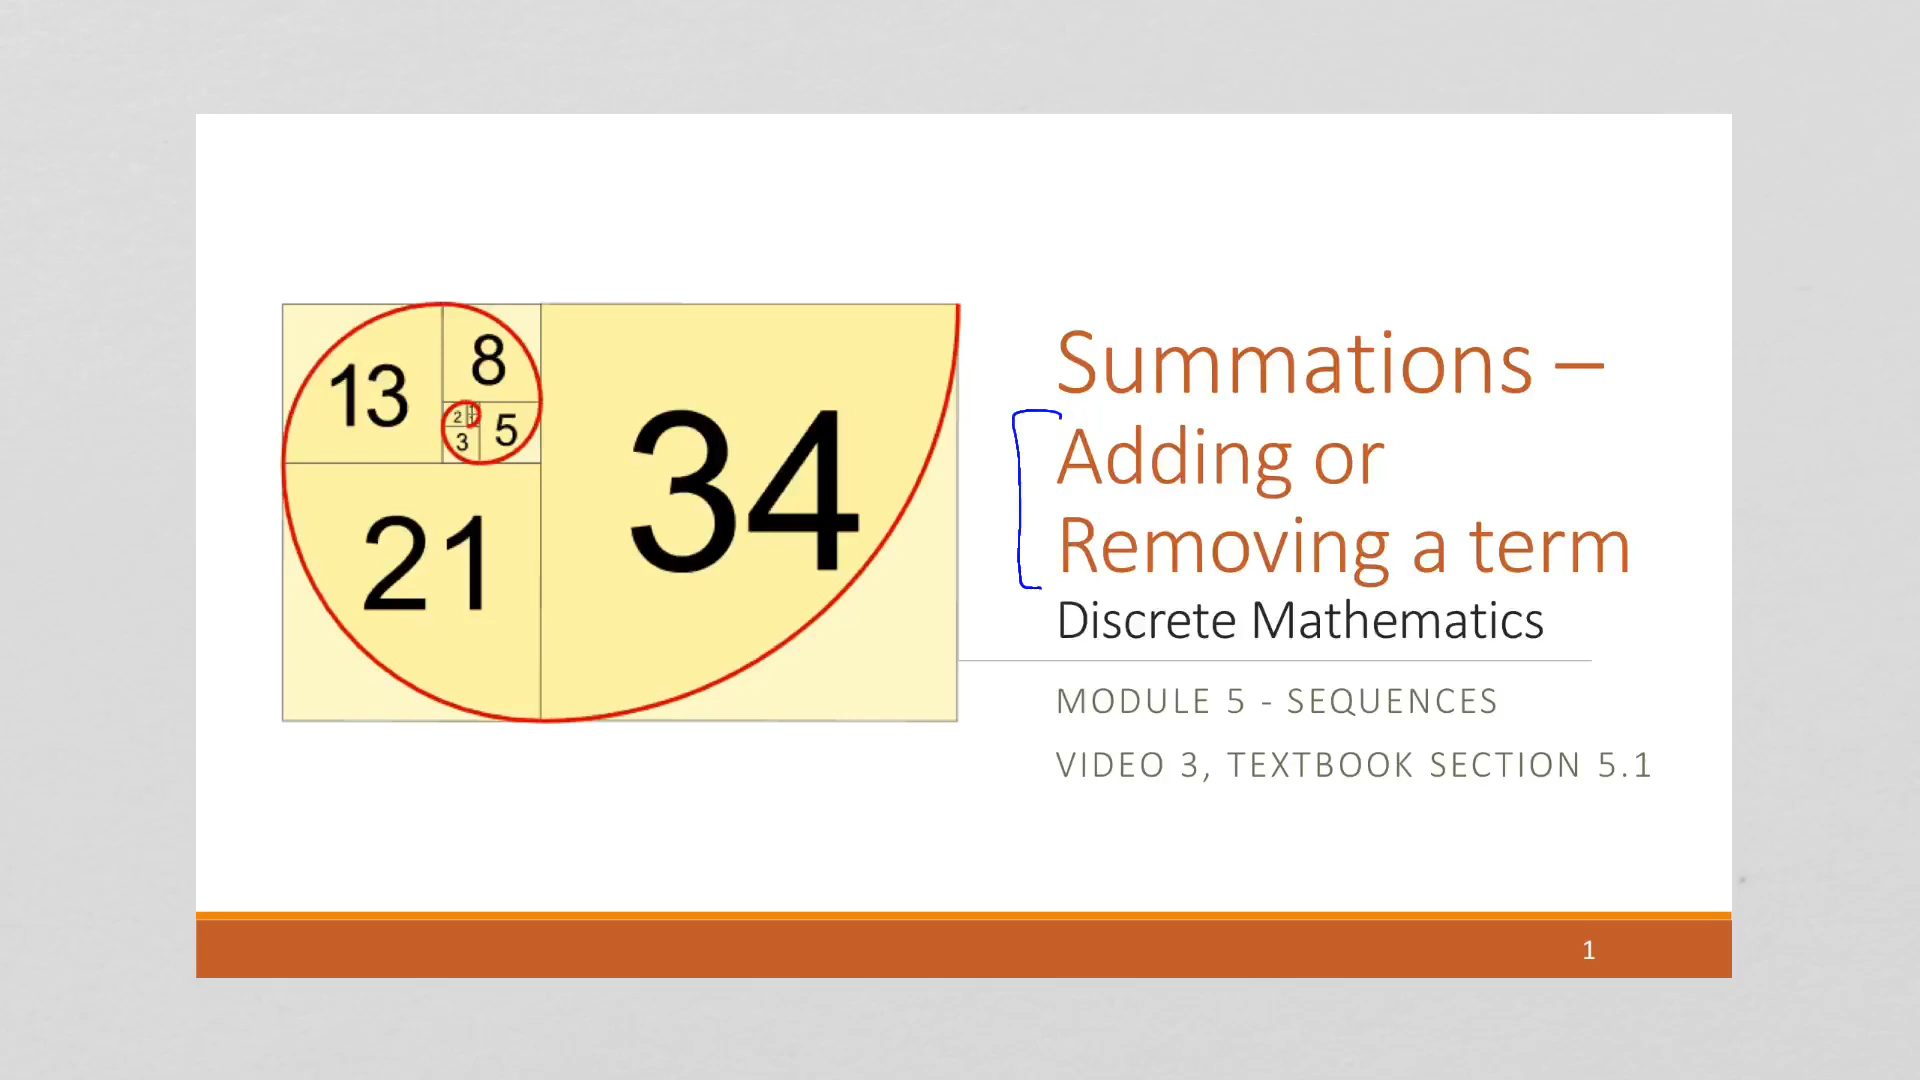 13
8
2
1
3
5
21
34
Summations –
Adding or
Removing a term
Discrete Mathematics
MODULE 5 - SEQUENCES
VIDEO 3, TEXTBOOK SECTION 5.1
1